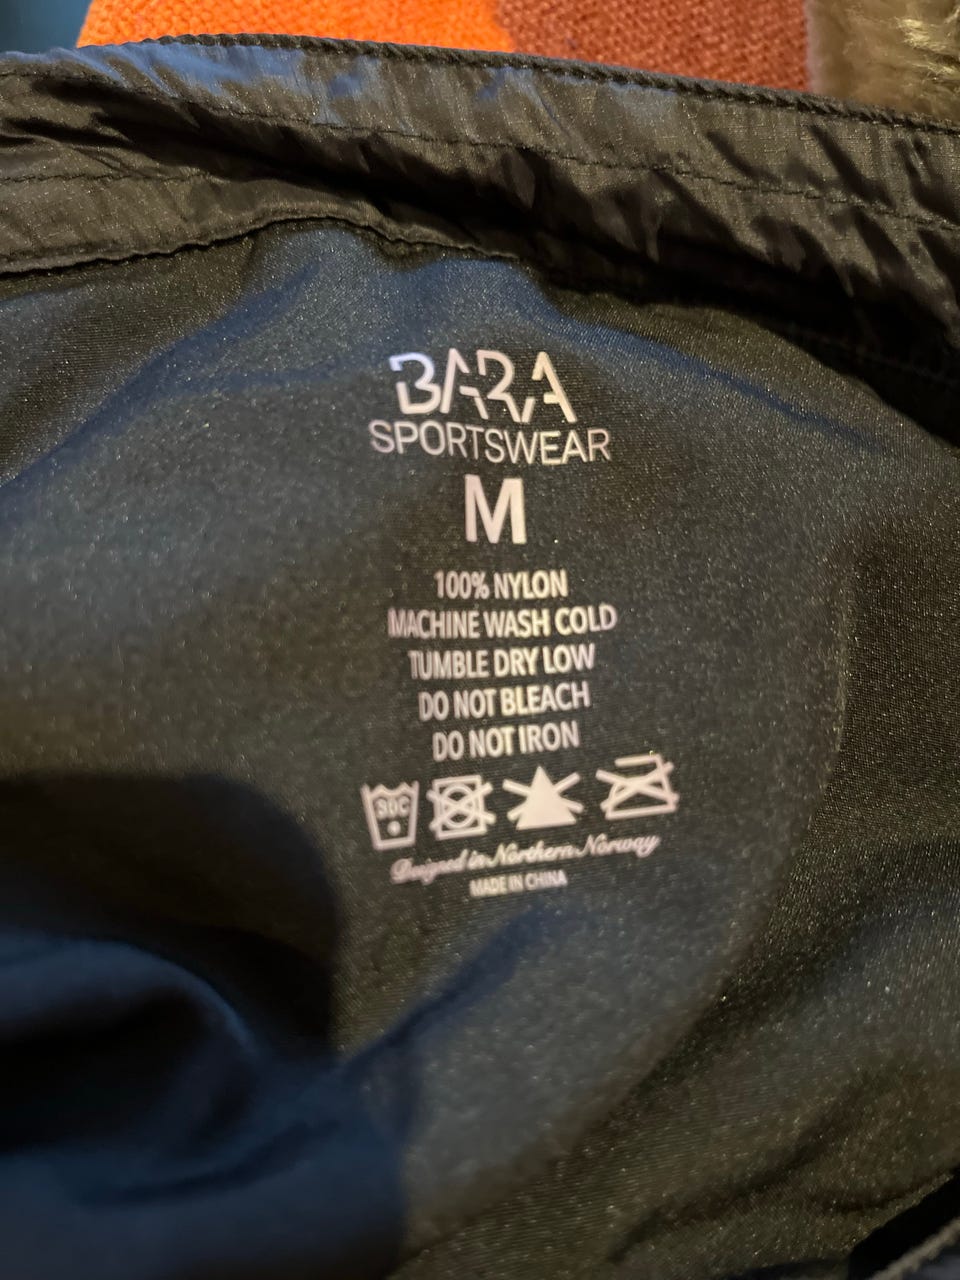 BARA
SPORTSWEAR
M
100% NYLON
MACHINE WASH COLD
TUMBLE DRY LOW
DO NOT BLEACH
DO NOT IRON
30C
Designed in Northern Norway
MADE IN CHINA